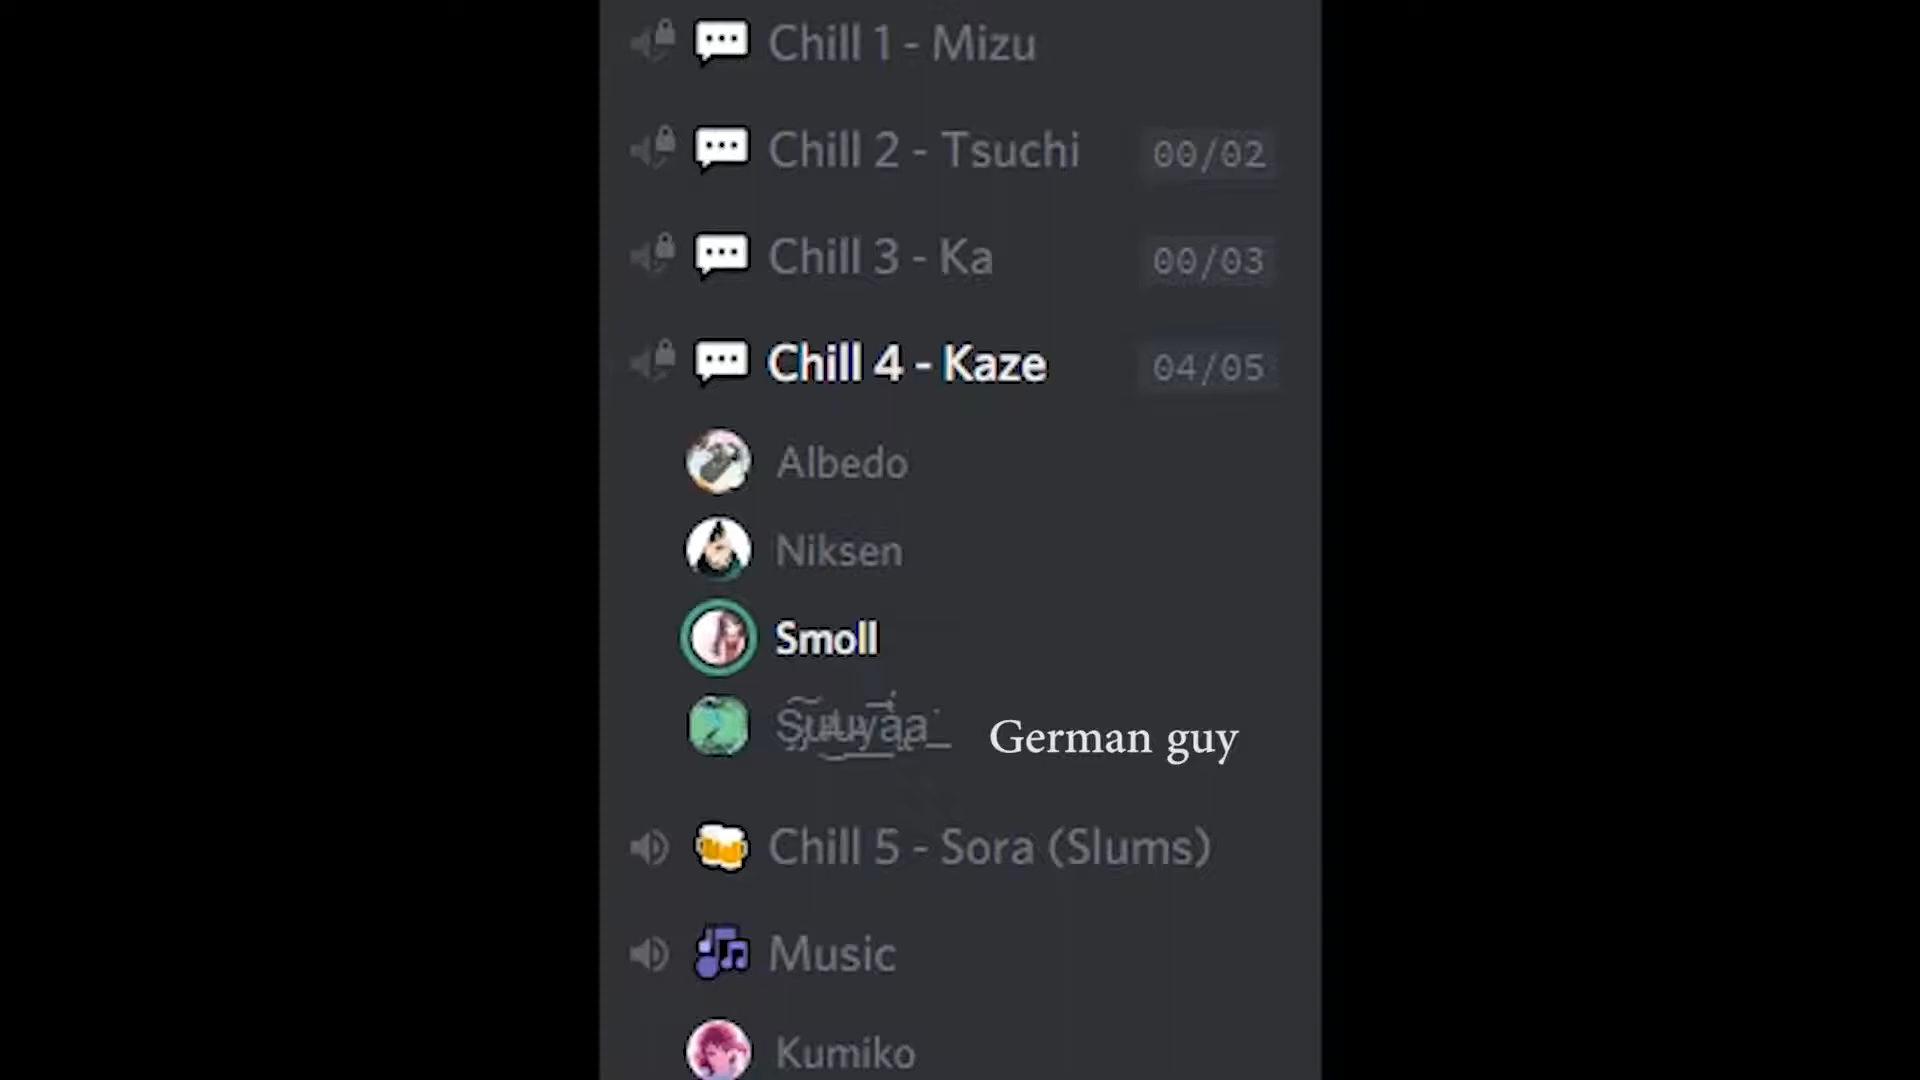 Chill 1 - Mizu
Chill 2 - Tsuchi 00/02
Chill 3 - Ka 00/03
Chill 4 - Kaze 04/05
Albedo
Niksen
Smoll
German guy
Chill 5 - Sora (Slums)
Music
Kumiko